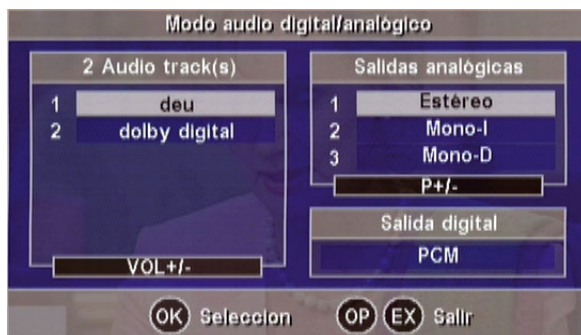 Modo audio digital/analógico
2 Audio track(s)
1 deu
2 dolby digital
VOL+/-
Salidas analógicas
1 Estéreo
2 Mono-I
3 Mono-D
P+/-
Salida digital
PCM
OK Seleccion OP EX Salir